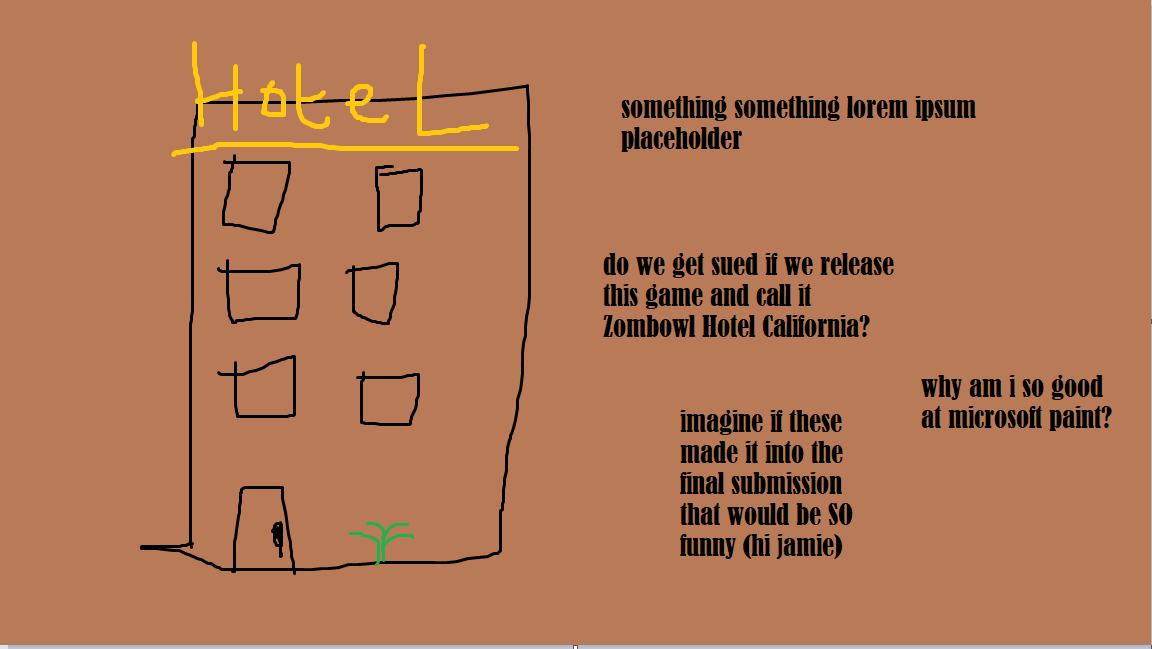 HoteL
something something lorem ipsum
placeholder
do we get sued if we release
this game and call it
Zombowl Hotel California?
why am i so good
at microsoft paint?
imagine if these
made it into the
final submission
that would be SO
funny (hi jamie)